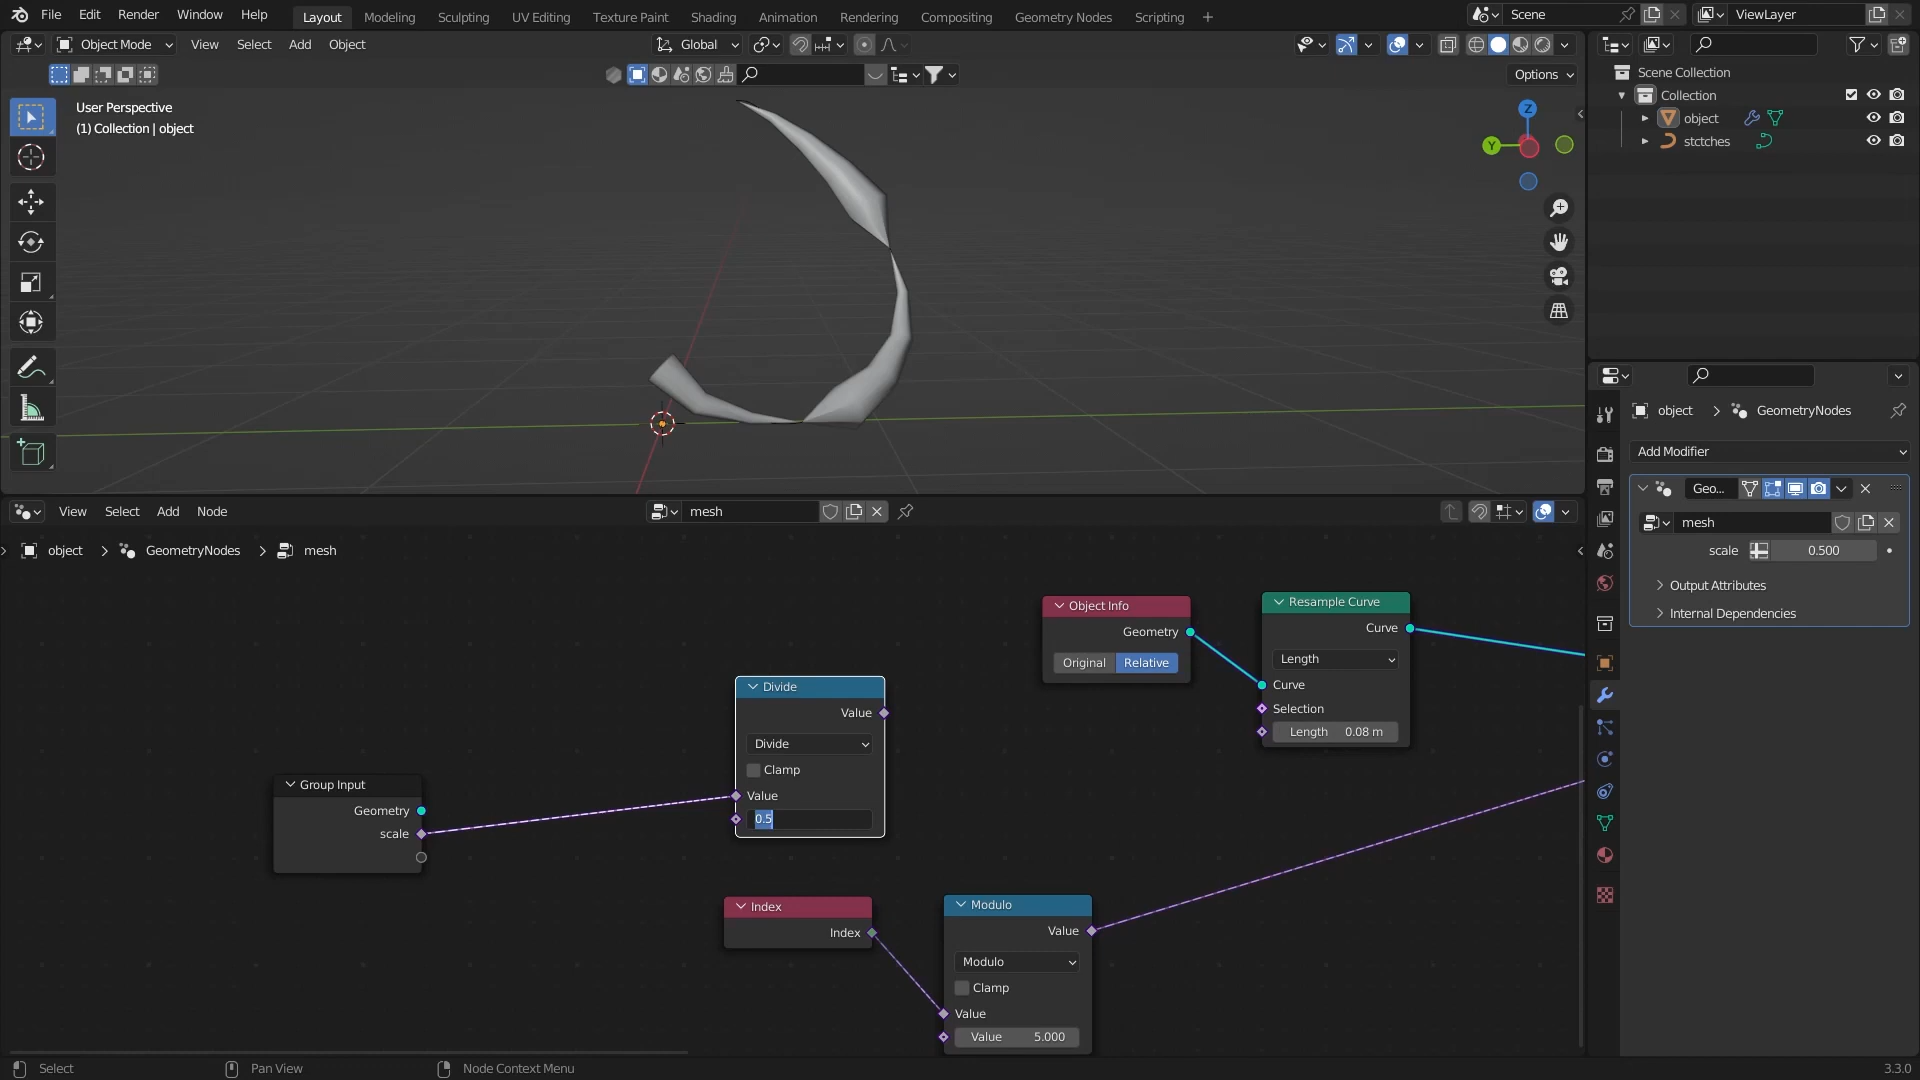 File Edit Render Window Help Layout Modeling Sculpting UV Editing Texture Paint Shading Animation Rendering Compositing Geometry Nodes Scripting + Scene ViewLayer
Object Mode View Select Add Object Global
Options
User Perspective
(1) Collection | object
Z
Y
Scene Collection
Collection
object
stctches
object > GeometryNodes
Add Modifier
Geo...
mesh
scale 0.500
Output Attributes
Internal Dependencies
View Select Add Node mesh
object > GeometryNodes > mesh
Group Input
Geometry
scale
Divide
Value
Divide
Clamp
Value
0.5
Index
Index
Modulo
Value
Modulo
Clamp
Value
Value 5.000
Object Info
Geometry
Original Relative
Resample Curve
Curve
Length
Curve
Selection
Length 0.08 m
Select Pan View Node Context Menu 3.3.0